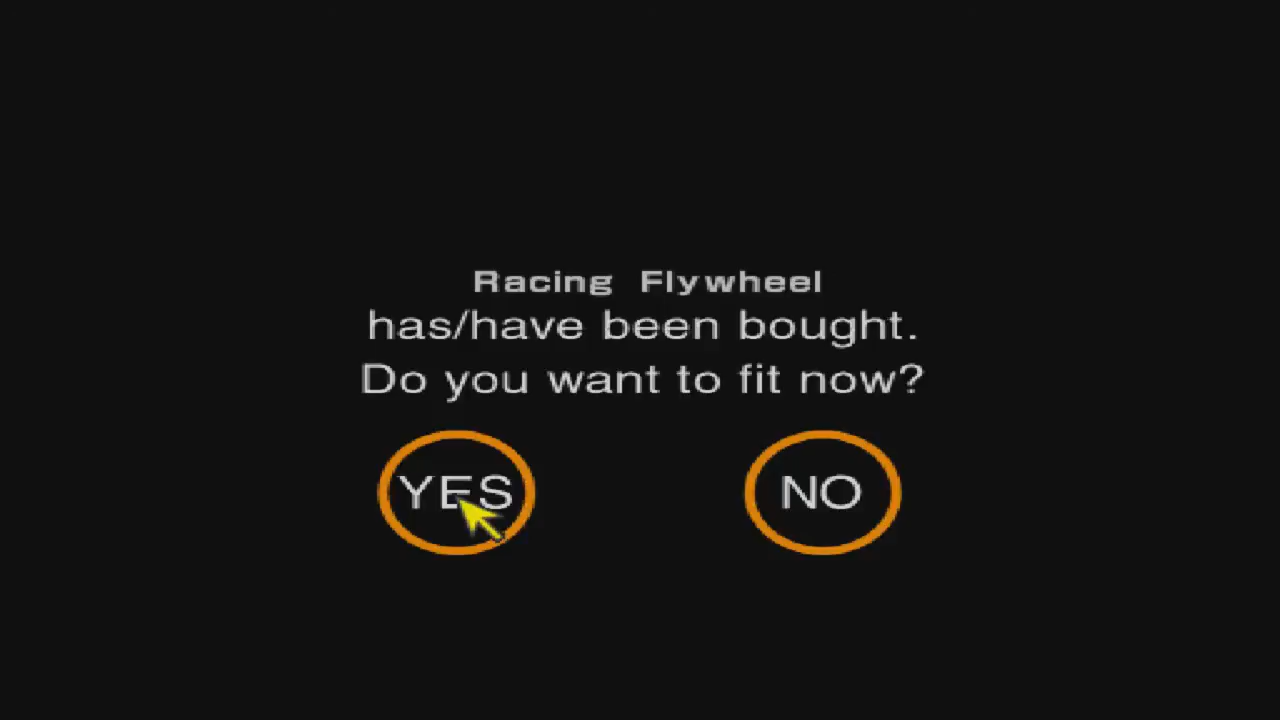 Racing Flywheel
has/have been bought.
Do you want to fit now?
YES NO